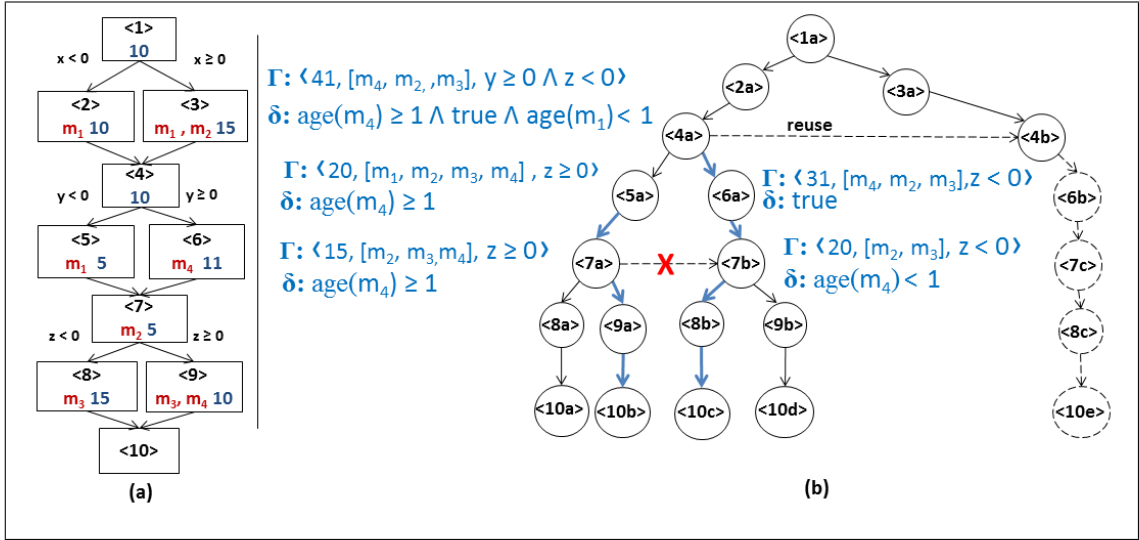 <1>
10
x < 0
x ≥ 0
<2>
m₁ 10
<3>
m₁ , m₂ 15
<4>
10
y < 0
y ≥ 0
<5>
m₁ 5
<6>
m₄ 11
<7>
m₂ 5
z < 0
z ≥ 0
<8>
m₃ 15
<9>
m₃, m₄ 10
<10>
(a)
Γ: ⟨41, [m₄, m₂ ,m₃], y ≥ 0 Λ z < 0⟩
δ: age(m₄) ≥ 1 Λ true Λ age(m₁) < 1
Γ: ⟨20, [m₁, m₂, m₃, m₄] , z ≥ 0⟩
δ: age(m₄) ≥ 1
Γ: ⟨15, [m₂, m₃,m₄], z ≥ 0⟩
δ: age(m₄) ≥ 1
<1a>
<2a>
<3a>
<4a>
reuse
<4b>
<5a>
<6a>
Γ: ⟨31, [m₄, m₂, m₃],z < 0⟩
δ: true
<6b>
<7a>
X
<7b>
Γ: ⟨20, [m₂, m₃], z < 0⟩
δ: age(m₄) < 1
<7c>
<8a>
<9a>
<8b>
<9b>
<8c>
<10a>
<10b>
<10c>
<10d>
<10e>
(b)